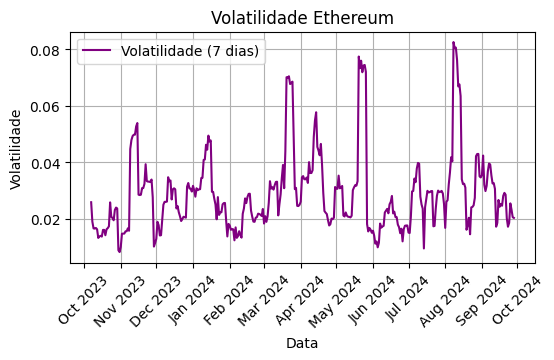 Volatilidade Ethereum
Volatilidade (7 dias)
Volatilidade
0.08
0.06
0.04
0.02
Oct 2023
Nov 2023
Dec 2023
Jan 2024
Feb 2024
Mar 2024
Apr 2024
May 2024
Jun 2024
Jul 2024
Aug 2024
Sep 2024
Oct 2024
Data